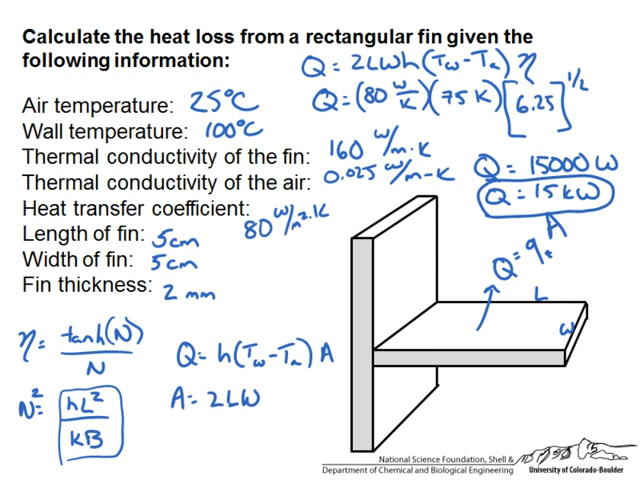 Calculate the heat loss from a rectangular fin given the
following information:
Q = 2LWh(Tw-Ta) η
Q = (80 W/K)(75 K)[6.25]^1/2
Air temperature: 25°C
Wall temperature: 100°C
Thermal conductivity of the fin: 160 W/m·K
Thermal conductivity of the air: 0.025 W/m-K
Heat transfer coefficient: 80 W/m²·K
Length of fin: 5cm
Width of fin: 5cm
Fin thickness: 2 mm
Q = 15000 W
Q = 15 kW
Q = q · A
L
W
η = tanh(N)/N
N² = hL²/kB
Q = h(Tw-Ta) A
A = 2LW
National Science Foundation, Shell &
Department of Chemical and Biological Engineering
University of Colorado-Boulder